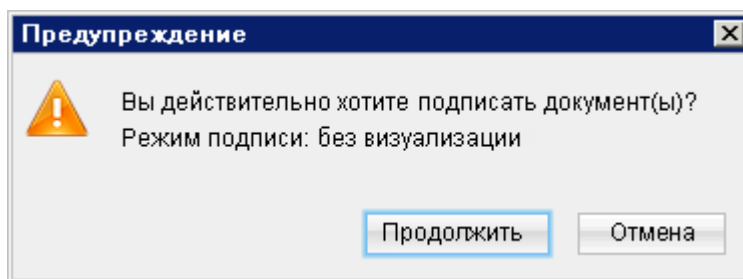 Предупреждение
Вы действительно хотите подписать документ(ы)?
Режим подписи: без визуализации
Продолжить Отмена